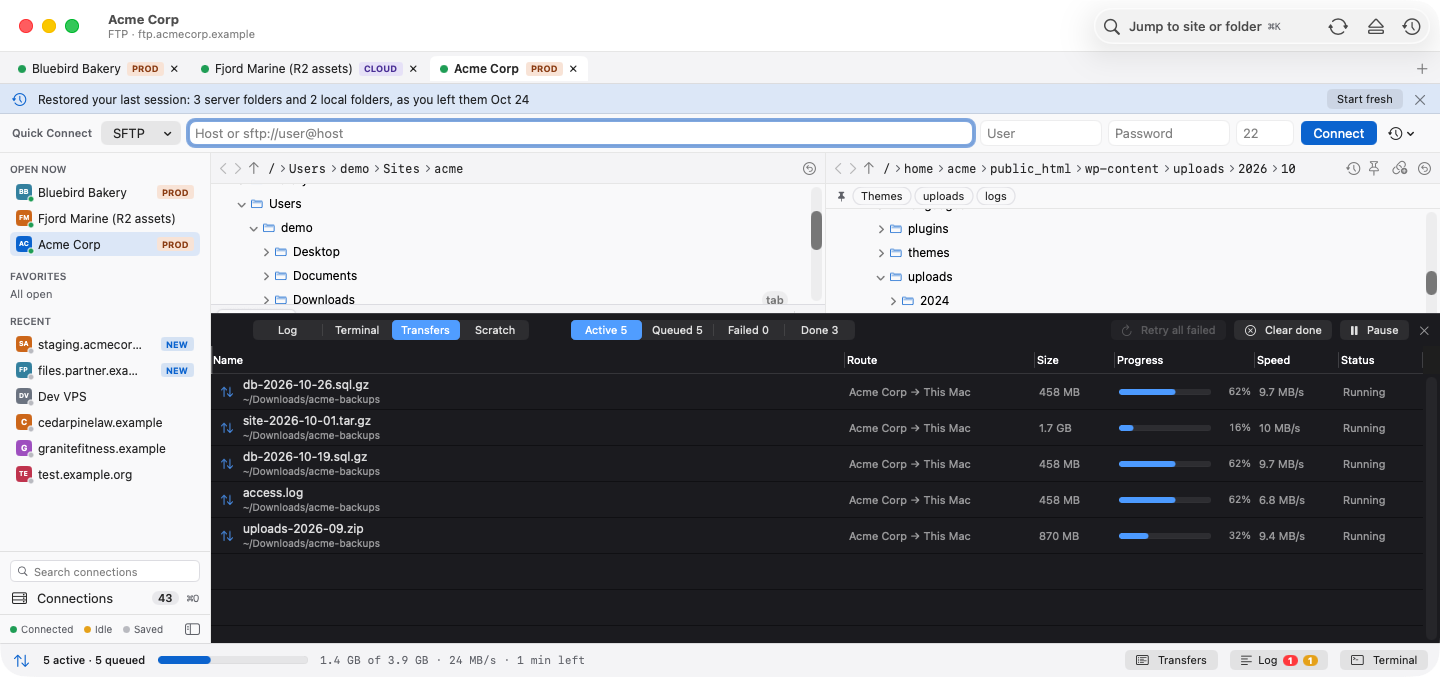 Acme Corp
FTP · ftp.acmecorp.example
Jump to site or folder ⌘K
Bluebird Bakery PROD
Fjord Marine (R2 assets) CLOUD
Acme Corp PROD
Restored your last session: 3 server folders and 2 local folders, as you left them Oct 24
Start fresh
Quick Connect SFTP Host or sftp://user@host User Password 22 Connect
OPEN NOW
BB Bluebird Bakery PROD
FM Fjord Marine (R2 assets)
AC Acme Corp PROD
FAVORITES
All open
RECENT
SA staging.acmecor... NEW
FP files.partner.exa... NEW
DV Dev VPS
C cedarpinelaw.example
G granitefitness.example
TE test.example.org
Search connections
Connections 43 ⌘O
Connected Idle Saved
/ Users demo Sites acme
Users
demo
Desktop
Documents
Downloads
tab
/ home acme public_html wp-content uploads 2026 10
Themes uploads logs
plugins
themes
uploads
2024
Log Terminal Transfers Scratch
Active 5 Queued 5 Failed 0 Done 3
Retry all failed Clear done Pause
Name Route Size Progress Speed Status
db-2026-10-26.sql.gz
~/Downloads/acme-backups
Acme Corp → This Mac 458 MB 62% 9.7 MB/s Running
site-2026-10-01.tar.gz
~/Downloads/acme-backups
Acme Corp → This Mac 1.7 GB 16% 10 MB/s Running
db-2026-10-19.sql.gz
~/Downloads/acme-backups
Acme Corp → This Mac 458 MB 62% 9.7 MB/s Running
access.log
~/Downloads/acme-backups
Acme Corp → This Mac 458 MB 62% 6.8 MB/s Running
uploads-2026-09.zip
~/Downloads/acme-backups
Acme Corp → This Mac 870 MB 32% 9.4 MB/s Running
5 active · 5 queued
1.4 GB of 3.9 GB · 24 MB/s · 1 min left
Transfers
Log 1 1
Terminal